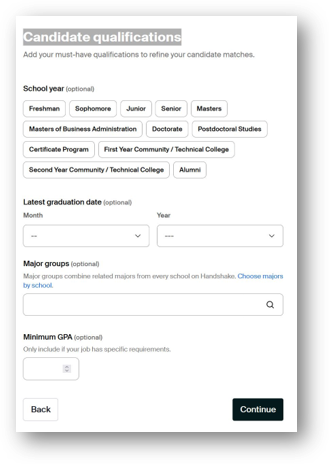 Candidate qualifications
Add your must-have qualifications to refine your candidate matches.
School year (optional)
Freshman Sophomore Junior Senior Masters
Masters of Business Administration Doctorate Postdoctoral Studies
Certificate Program First Year Community / Technical College
Second Year Community / Technical College Alumni
Latest graduation date (optional)
Month Year
-- ----
Major groups (optional)
Major groups combine related majors from every school on Handshake. Choose majors
by school.
Minimum GPA (optional)
Only include if your job has specific requirements.
Back Continue